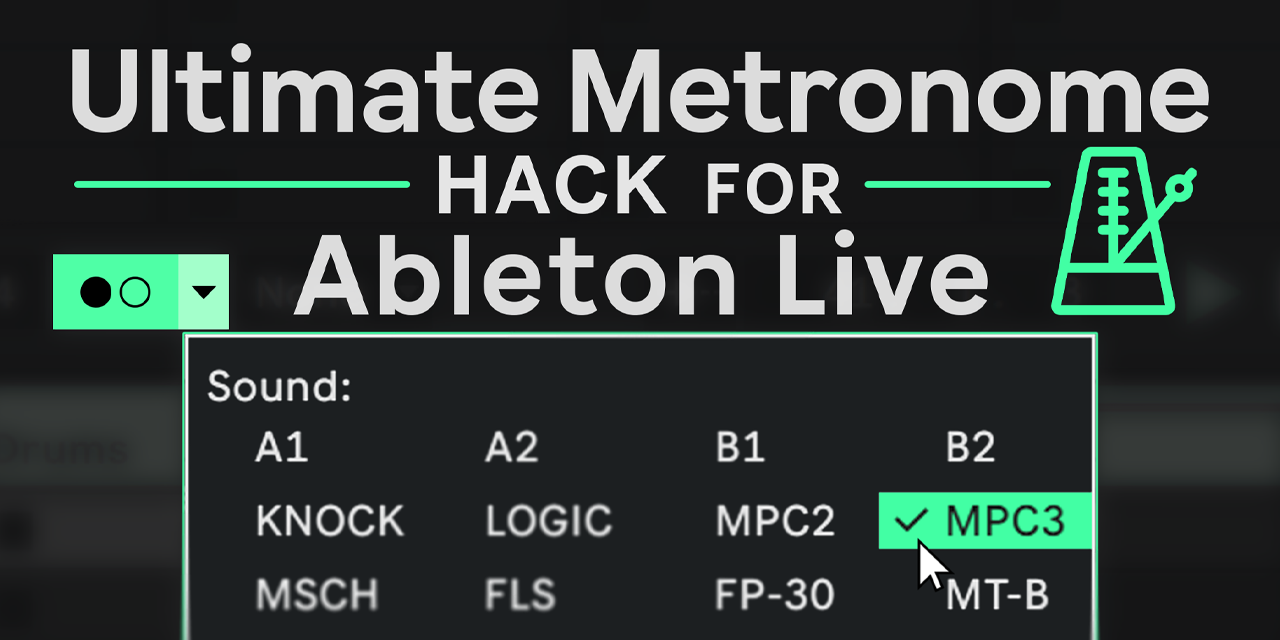 Ultimate Metronome
HACK FOR
Ableton Live
Sound:
A1 A2 B1 B2
KNOCK LOGIC MPC2 MPC3
MSCH FLS FP-30 MT-B
Drums